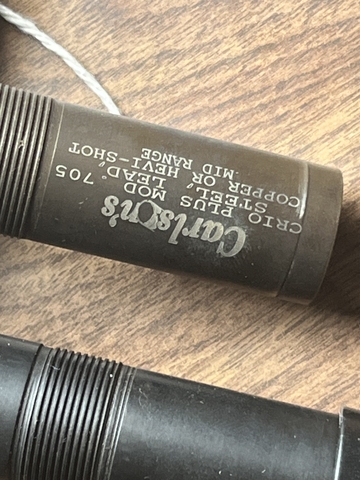 Carlson's
CRIO PLUS MOD .705
STEEL, LEAD,
COPPER OR HEVI-SHOT
MID RANGE